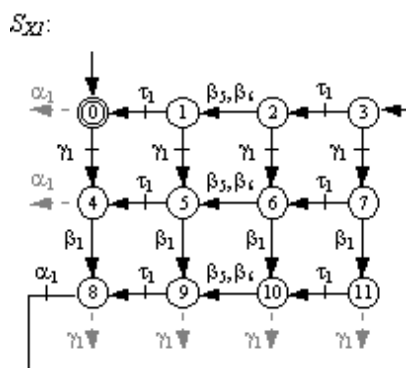 S_XI:
α₁ 0 τ₁ 1 β₅,β₆ 2 τ₁ 3
γ₁ γ₁ γ₁ γ₁
α₁ 4 τ₁ 5 β₅,β₆ 6 τ₁ 7
β₁ β₁ β₁ β₁
α₁ 8 τ₁ 9 β₅,β₆ 10 τ₁ 11
γ₁ γ₁ γ₁ γ₁